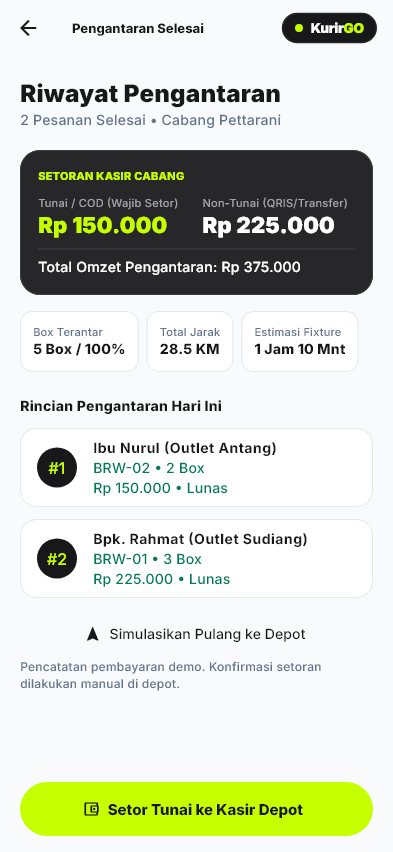 Pengantaran Selesai
KurirGO
Riwayat Pengantaran
2 Pesanan Selesai • Cabang Pettarani
SETORAN KASIR CABANG
Tunai / COD (Wajib Setor)
Rp 150.000
Non-Tunai (QRIS/Transfer)
Rp 225.000
Total Omzet Pengantaran: Rp 375.000
Box Terantar
5 Box / 100%
Total Jarak
28.5 KM
Estimasi Fixture
1 Jam 10 Mnt
Rincian Pengantaran Hari Ini
#1
Ibu Nurul (Outlet Antang)
BRW-02 • 2 Box
Rp 150.000 • Lunas
#2
Bpk. Rahmat (Outlet Sudiang)
BRW-01 • 3 Box
Rp 225.000 • Lunas
Simulasikan Pulang ke Depot
Pencatatan pembayaran demo. Konfirmasi setoran
dilakukan manual di depot.
Setor Tunai ke Kasir Depot